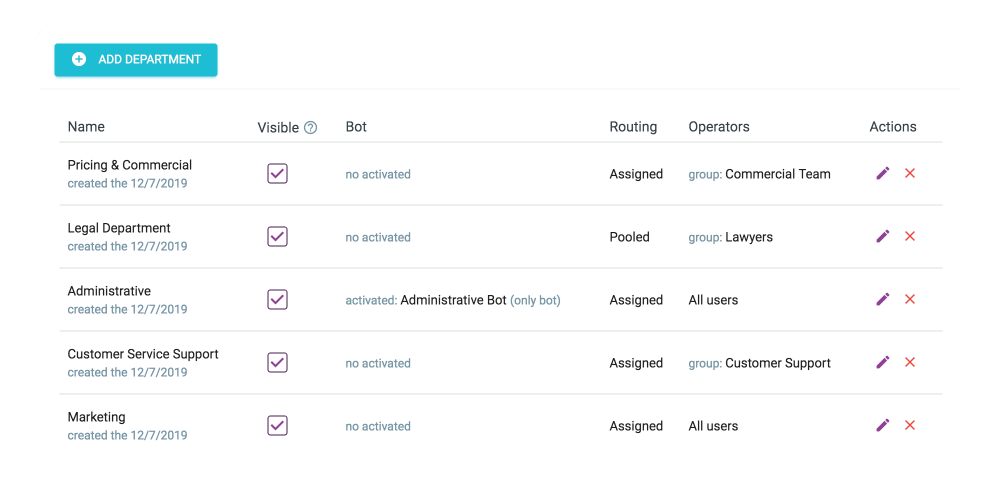 ADD DEPARTMENT
Name Visible Bot Routing Operators Actions
Pricing & Commercial
created the 12/7/2019
no activated Assigned group: Commercial Team
Legal Department
created the 12/7/2019
no activated Pooled group: Lawyers
Administrative
created the 12/7/2019
activated: Administrative Bot (only bot) Assigned All users
Customer Service Support
created the 12/7/2019
no activated Assigned group: Customer Support
Marketing
created the 12/7/2019
no activated Assigned All users